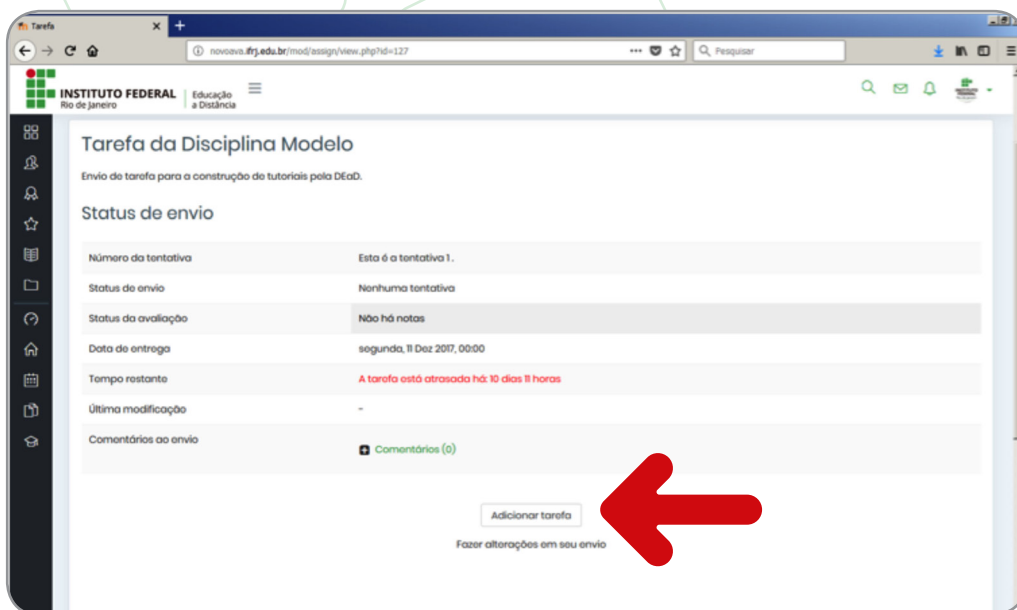 Tarefa
novoava.ifrj.edu.br/mod/assign/view.php?id=127
Pesquisar
INSTITUTO FEDERAL
Rio de Janeiro
Educação
a Distância
Tarefa da Disciplina Modelo
Envio de tarefa para a construção de tutoriais pela DEaD.
Status de envio
Número da tentativa Esta é a tentativa 1.
Status de envio Nenhuma tentativa
Status da avaliação Não há notas
Data de entrega segunda, 11 Dez 2017, 00:00
Tempo restante A tarefa está atrasada há: 10 dias 11 horas
Última modificação -
Comentários ao envio Comentários (0)
Adicionar tarefa
Fazer alterações em seu envio